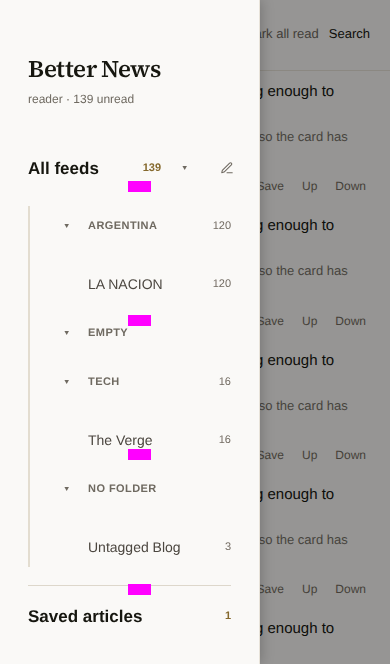 Better News
reader · 139 unread
All feeds 139
ARGENTINA 120
LA NACION 120
EMPTY
TECH 16
The Verge 16
NO FOLDER
Untagged Blog 3
Saved articles 1
all read Search
enough to
so the card has
Save Up Down
enough to
so the card has
Save Up Down
enough to
so the card has
Save Up Down
enough to
so the card has
Save Up Down
enough to